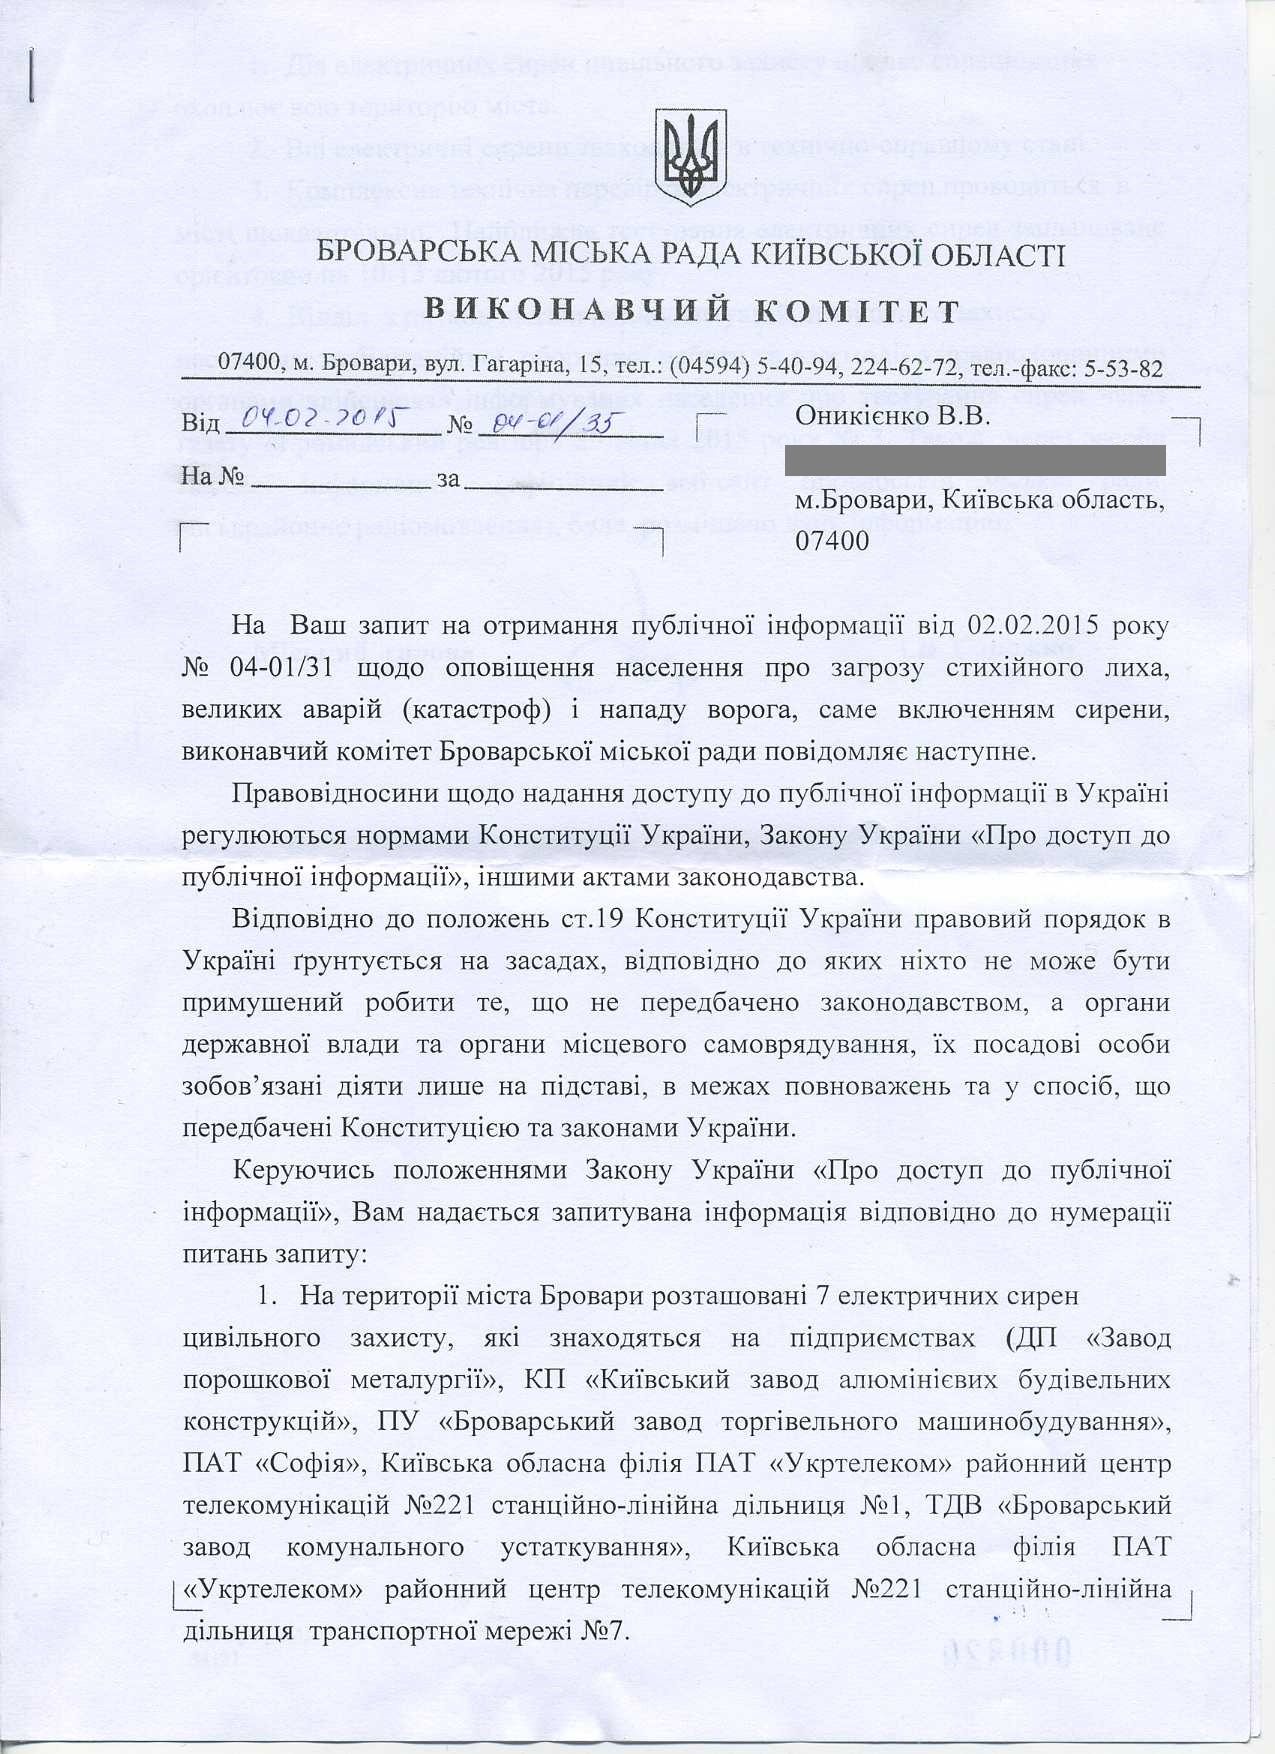 БРОВАРСЬКА МІСЬКА РАДА КИЇВСЬКОЇ ОБЛАСТІ
ВИКОНАВЧИЙ КОМІТЕТ
07400, м. Бровари, вул. Гагаріна, 15, тел.: (04594) 5-40-94, 224-62-72, тел.-факс: 5-53-82
Від 04.02.2015 № 04-01/35
На № за
Оникієнко В.В.
м.Бровари, Київська область,
07400
На Ваш запит на отримання публічної інформації від 02.02.2015 року
№ 04-01/31 щодо оповіщення населення про загрозу стихійного лиха,
великих аварій (катастроф) і нападу ворога, саме включенням сирени,
виконавчий комітет Броварської міської ради повідомляє наступне.
Правовідносини щодо надання доступу до публічної інформації в Україні
регулюються нормами Конституції України, Закону України «Про доступ до
публічної інформації», іншими актами законодавства.
Відповідно до положень ст.19 Конституції України правовий порядок в
Україні ґрунтується на засадах, відповідно до яких ніхто не може бути
примушений робити те, що не передбачено законодавством, а органи
державної влади та органи місцевого самоврядування, їх посадові особи
зобов’язані діяти лише на підставі, в межах повноважень та у спосіб, що
передбачені Конституцією та законами України.
Керуючись положеннями Закону України «Про доступ до публічної
інформації», Вам надається запитувана інформація відповідно до нумерації
питань запиту:
1. На території міста Бровари розташовані 7 електричних сирен
цивільного захисту, які знаходяться на підприємствах (ДП «Завод
порошкової металургії», КП «Київський завод алюмінієвих будівельних
конструкцій», ПУ «Броварський завод торгівельного машинобудування»,
ПАТ «Софія», Київська обласна філія ПАТ «Укртелеком» районний центр
телекомунікацій №221 станційно-лінійна дільниця №1, ТДВ «Броварський
завод комунального устаткування», Київська обласна філія ПАТ
«Укртелеком» районний центр телекомунікацій №221 станційно-лінійна
дільниця транспортної мережі №7.